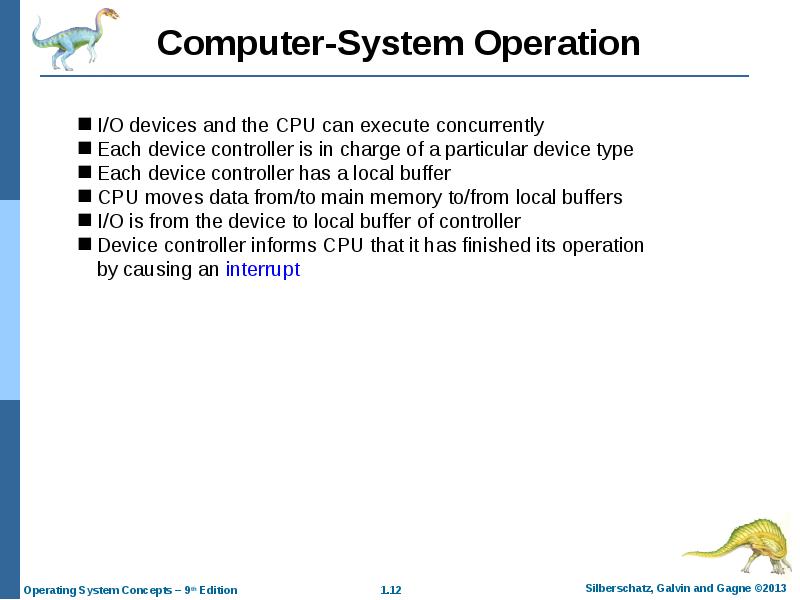 Computer-System Operation
■ I/O devices and the CPU can execute concurrently
■ Each device controller is in charge of a particular device type
■ Each device controller has a local buffer
■ CPU moves data from/to main memory to/from local buffers
■ I/O is from the device to local buffer of controller
■ Device controller informs CPU that it has finished its operation
by causing an interrupt
Operating System Concepts – 9th Edition
1.12
Silberschatz, Galvin and Gagne ©2013